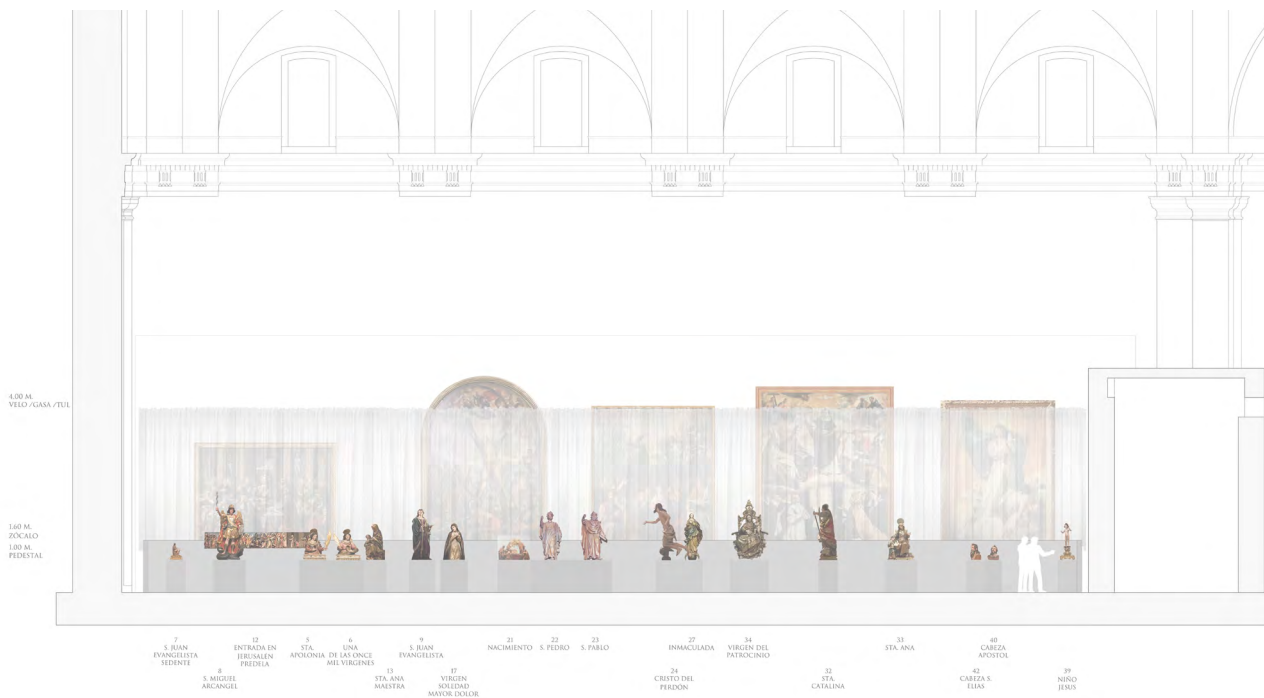 4.00 M.
VELO /GASA /TUL
1.60 M.
ZÓCALO
1.00 M.
PEDESTAL
7
S. JUAN
EVANGELISTA
SEDENTE
8
S. MIGUEL
ARCANGEL
12
ENTRADA EN
JERUSALEN
PREDELA
5
STA.
APOLONIA
6
UNA
DE LAS ONCE
MIL VIRGENES
13
STA. ANA
MAESTRA
9
S. JUAN
EVANGELISTA
17
VIRGEN
SOLEDAD
MAYOR DOLOR
21
NACIMIENTO
22
S. PEDRO
23
S. PABLO
24
CRISTO DEL
PERDÓN
27
INMACULADA
34
VIRGEN DEL
PATROCINIO
32
STA.
CATALINA
33
STA. ANA
42
CABEZA S.
ELIAS
40
CABEZA
APOSTOL
39
NIÑO
JESUS